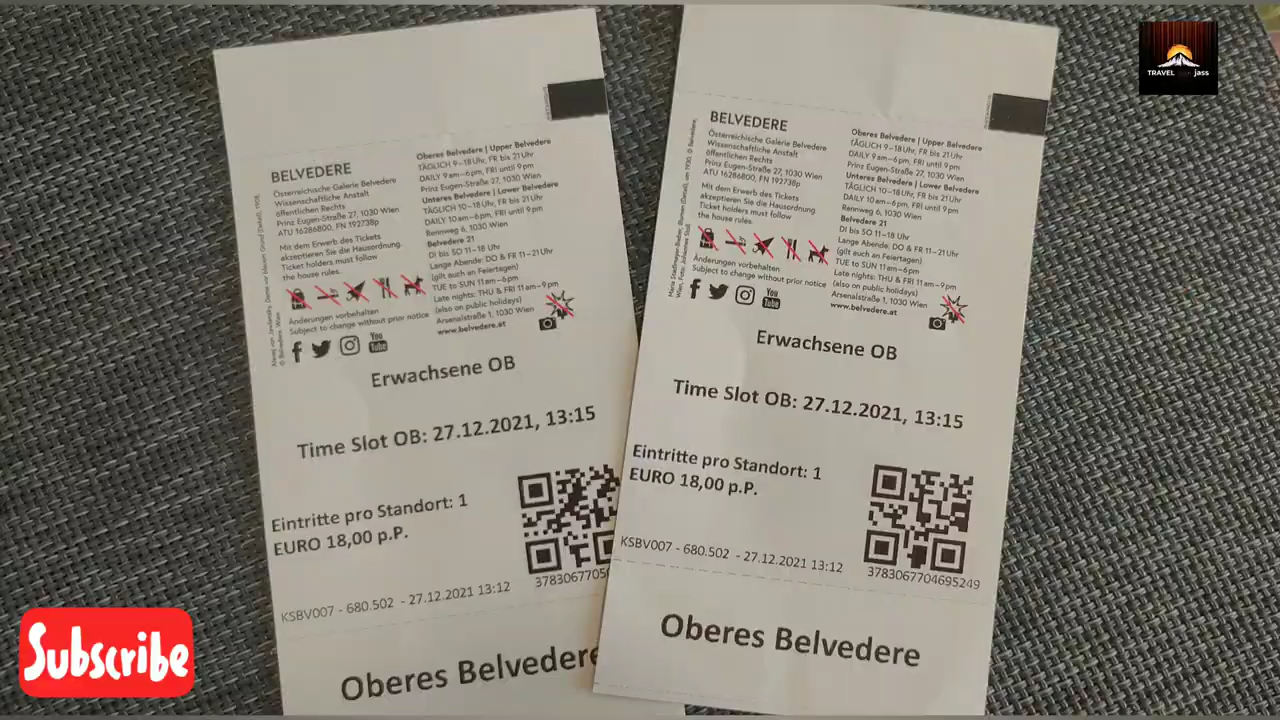 TRAVEL jass
BELVEDERE
Österreichische Galerie Belvedere
Wissenschaftliche Anstalt
öffentlichen Rechts
Prinz Eugen-Straße 27, 1030 Wien
ATU 16286800, FN 192738p
Mit dem Erwerb des Tickets
akzeptieren Sie die Hausordnung.
Ticket holders must follow
the house rules.
Änderungen vorbehalten
Subject to change without prior notice
You
Tube
Oberes Belvedere | Upper Belvedere
TÄGLICH 9–18 Uhr, FR bis 21 Uhr
DAILY 9 am–6 pm, FRI until 9 pm
Prinz Eugen-Straße 27, 1030 Wien
Unteres Belvedere | Lower Belvedere
TÄGLICH 10–18 Uhr, FR bis 21 Uhr
DAILY 10 am–6 pm, FRI until 9 pm
Rennweg 6, 1030 Wien
Belvedere 21
DI bis SO 11–18 Uhr
Lange Abende: DO & FR 11–21 Uhr
(gilt auch an Feiertagen)
TUE to SUN 11 am–6 pm
Late nights: THU & FRI 11 am–9 pm
(also on public holidays)
Arsenalstraße 1, 1030 Wien
www.belvedere.at
Erwachsene OB
Time Slot OB: 27.12.2021, 13:15
Eintritte pro Standort: 1
EURO 18,00 p.P.
KSBV007 - 680.502 - 27.12.2021 13:12
Oberes Belvedere
BELVEDERE
Österreichische Galerie Belvedere
Wissenschaftliche Anstalt
öffentlichen Rechts
Prinz Eugen-Straße 27, 1030 Wien
ATU 16286800, FN 192738p
Mit dem Erwerb des Tickets
akzeptieren Sie die Hausordnung.
Ticket holders must follow
the house rules.
Änderungen vorbehalten
Subject to change without prior notice
You
Tube
Oberes Belvedere | Upper Belvedere
TÄGLICH 9–18 Uhr, FR bis 21 Uhr
DAILY 9 am–6 pm, FRI until 9 pm
Prinz Eugen-Straße 27, 1030 Wien
Unteres Belvedere | Lower Belvedere
TÄGLICH 10–18 Uhr, FR bis 21 Uhr
DAILY 10 am–6 pm, FRI until 9 pm
Rennweg 6, 1030 Wien
Belvedere 21
DI bis SO 11–18 Uhr
Lange Abende: DO & FR 11–21 Uhr
(gilt auch an Feiertagen)
TUE to SUN 11 am–6 pm
Late nights: THU & FRI 11 am–9 pm
(also on public holidays)
Arsenalstraße 1, 1030 Wien
www.belvedere.at
Erwachsene OB
Time Slot OB: 27.12.2021, 13:15
Eintritte pro Standort: 1
EURO 18,00 p.P.
3783067704695249
KSBV007 - 680.502 - 27.12.2021 13:12
Oberes Belvedere
Subscribe